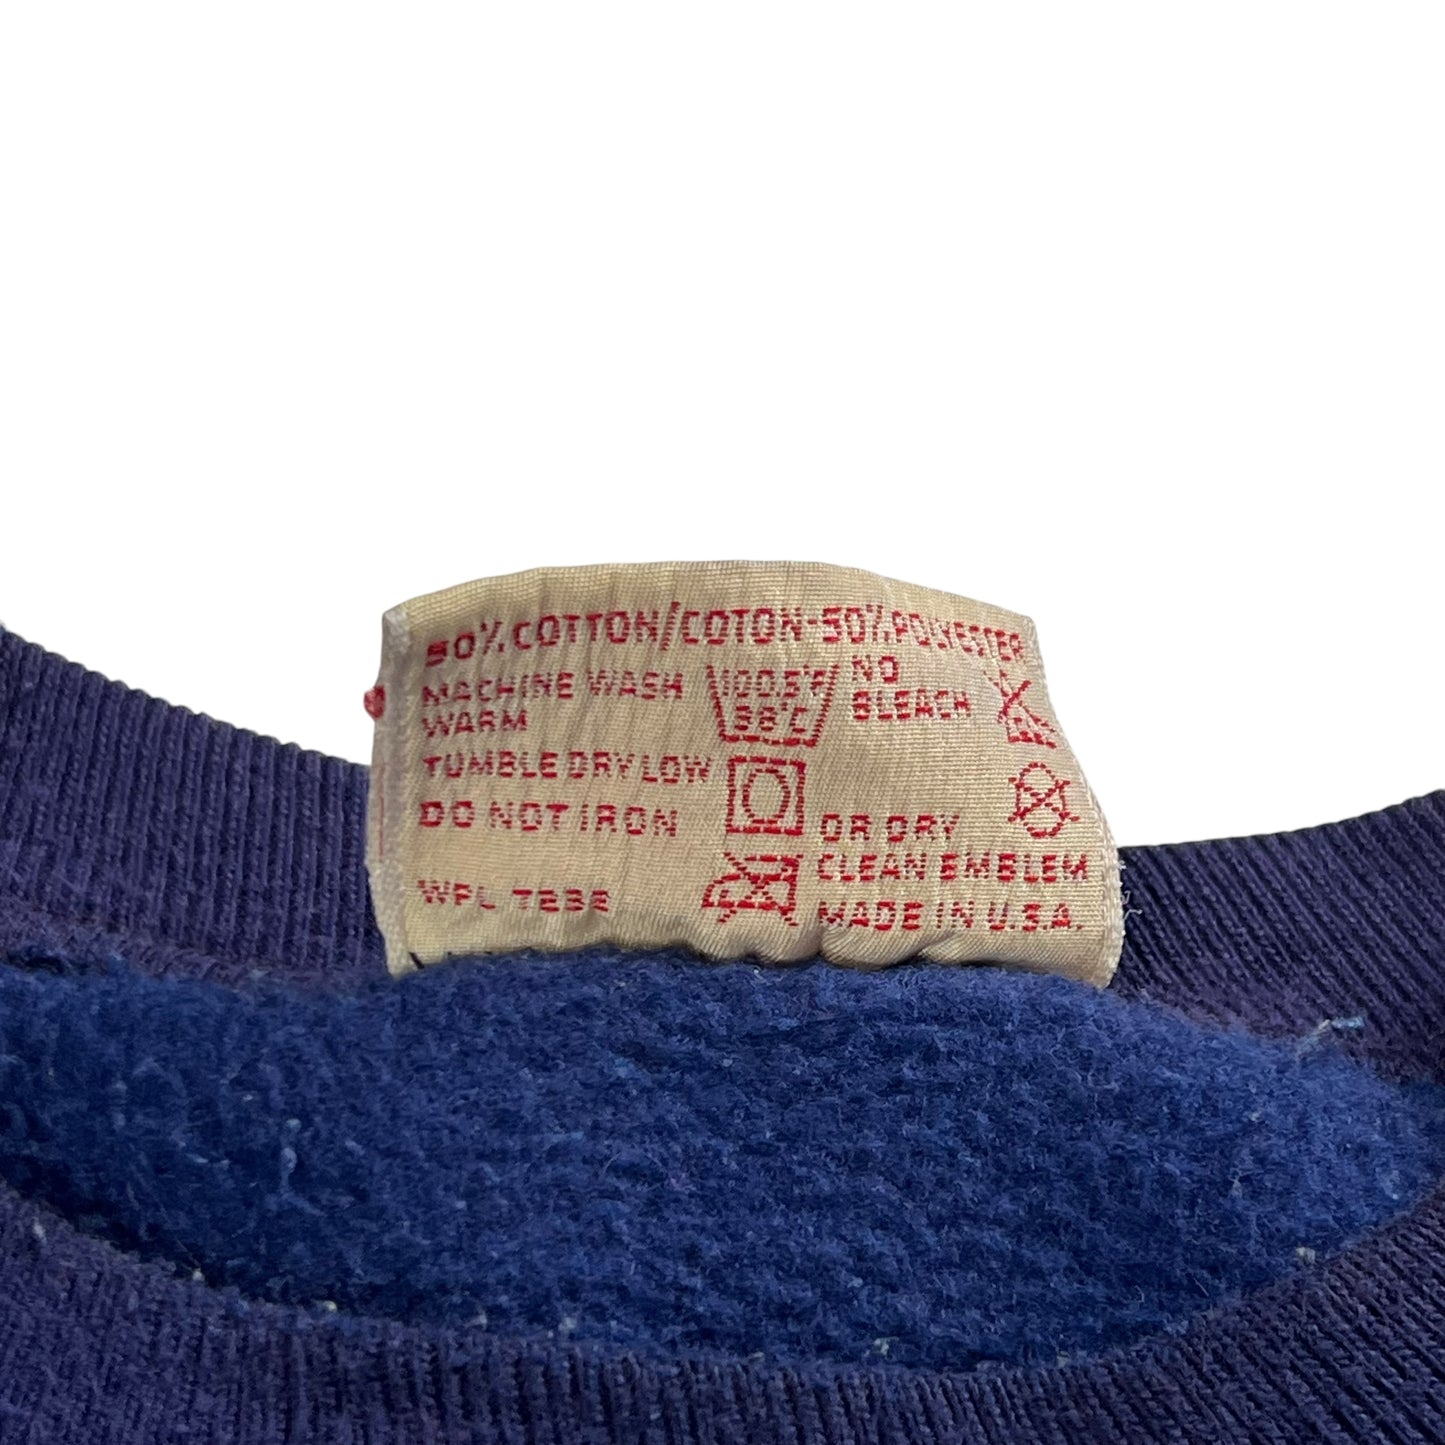 50% COTTON/COTON-50% POLYESTER
MACHINE WASH
WARM
100.5°F
38°C
NO
BLEACH
TUMBLE DRY LOW
DO NOT IRON
OR DRY
CLEAN EMBLEM
WPL
MADE IN U.S.A.